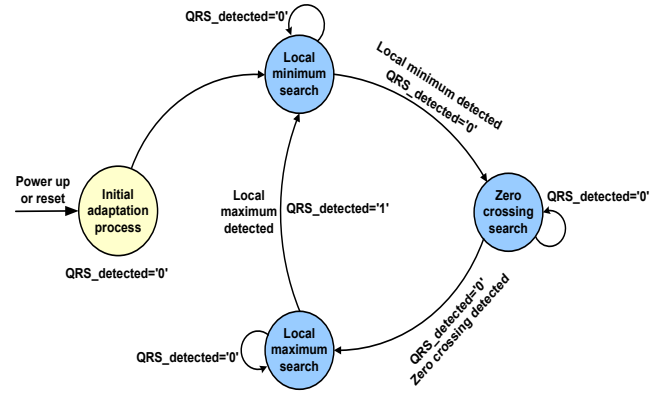 QRS_detected='0'
Local
minimum
search
Local minimum detected
QRS_detected='0'
Power up
or reset
Initial
adaptation
process
QRS_detected='0'
Local
maximum
detected
QRS_detected='1'
Zero
crossing
search
QRS_detected='0'
QRS_detected='0'
Zero crossing detected
Local
maximum
search
QRS_detected='0'